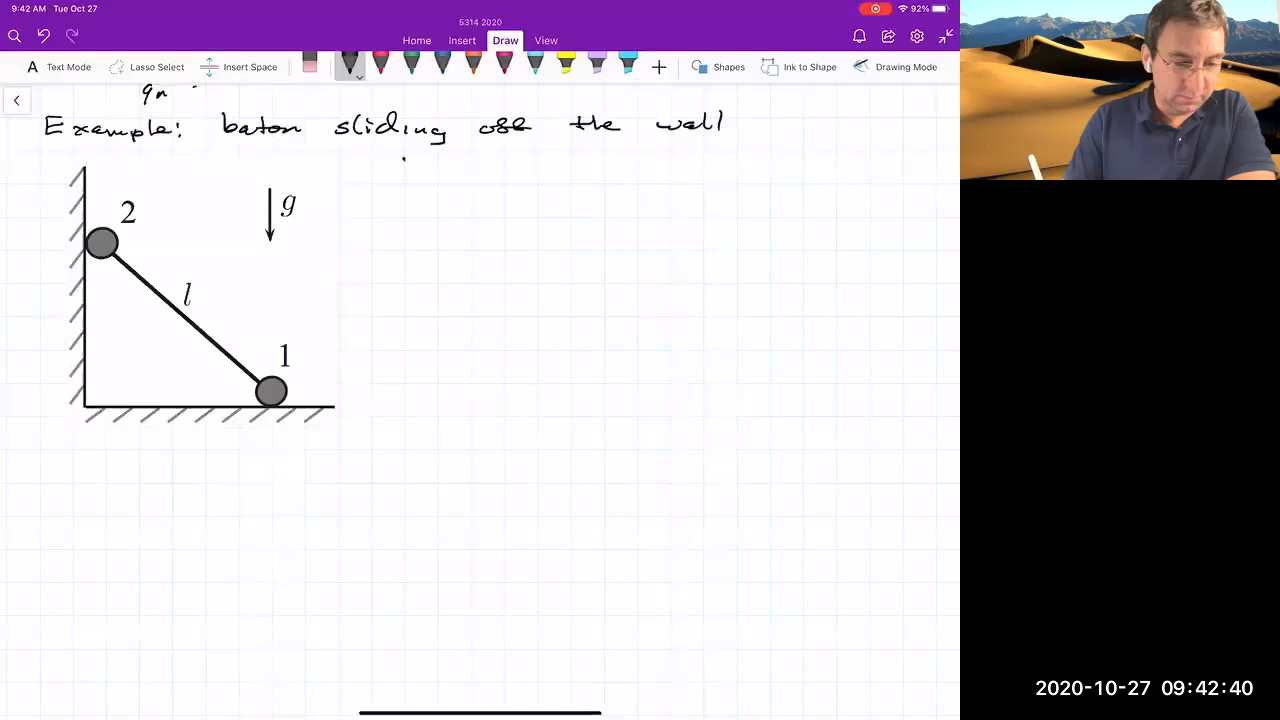 9:42 AM Tue Oct 27
92%
5314 2020
Home Insert Draw View
Text Mode Lasso Select Insert Space Shapes Ink to Shape Drawing Mode
qn
Example: baton sliding off the wall
2
g
l
1
2020-10-27 09:42:40